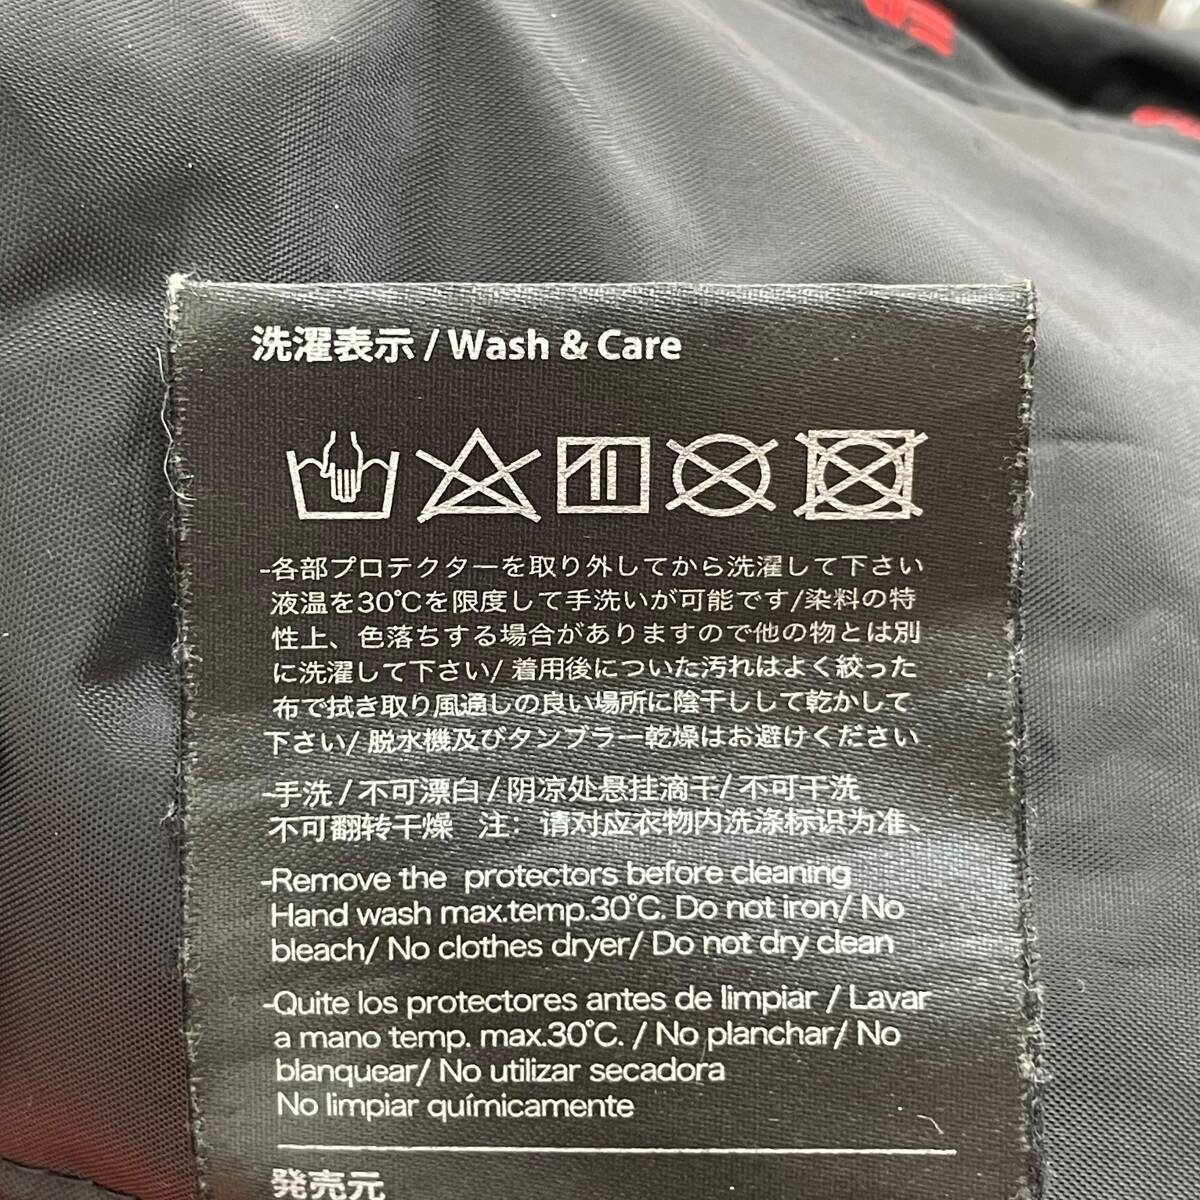 洗濯表示 / Wash & Care
-各部プロテクターを取り外してから洗濯して下さい
液温を30℃を限度して手洗いが可能です/染料の特
性上、色落ちする場合がありますので他の物とは別
に洗濯して下さい/ 着用後についた汚れはよく絞った
布で拭き取り風通しの良い場所に陰干しして乾かして
下さい/ 脱水機及びタンブラー乾燥はお避けください
-手洗 / 不可漂白 / 阴凉处悬挂滴干/ 不可干洗
不可翻转干燥 注: 请对应衣物内洗涤标识为准、
-Remove the protectors before cleaning
Hand wash max.temp.30℃. Do not iron/ No
bleach/ No clothes dryer/ Do not dry clean
-Quite los protectores antes de limpiar / Lavar
a mano temp. max.30℃. / No planchar/ No
blanquear/ No utilizar secadora
No limpiar químicamente
発売元